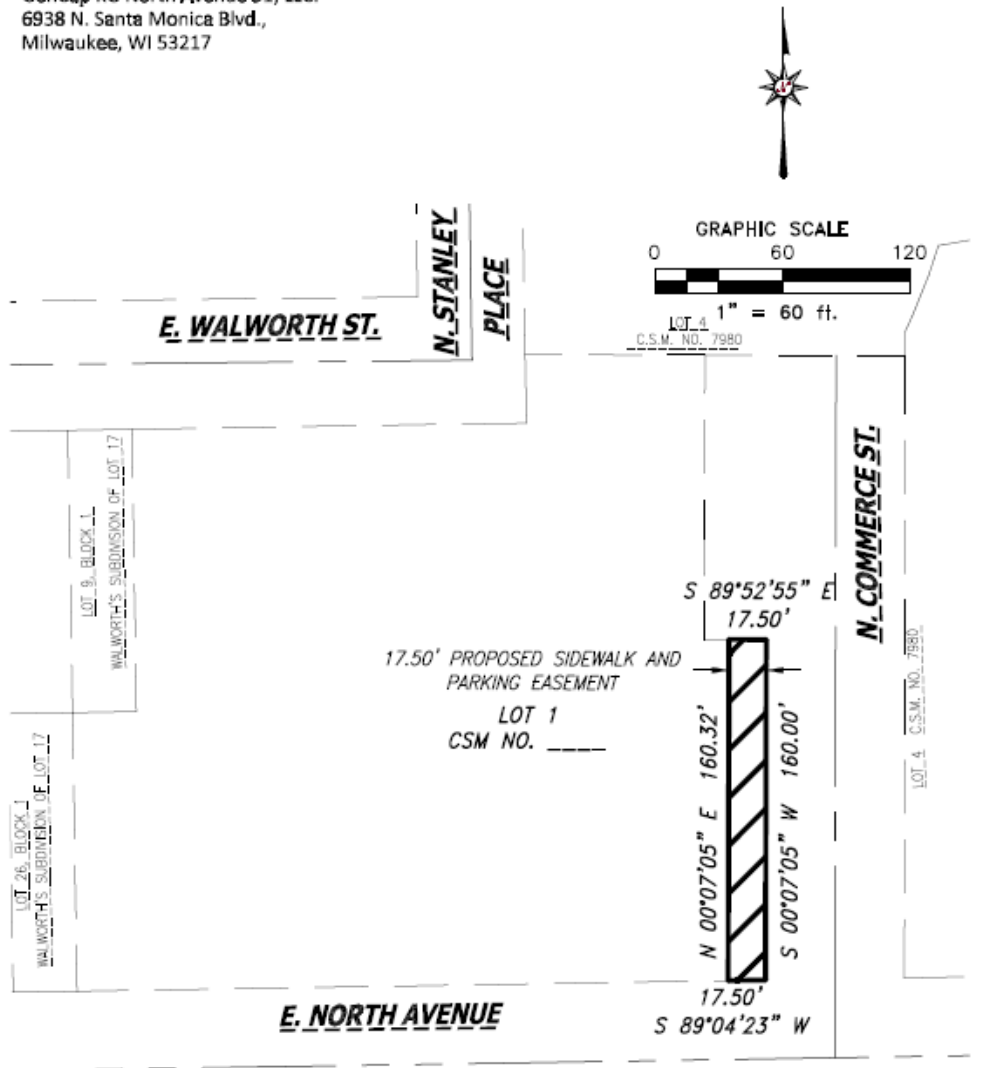 6938 N. Santa Monica Blvd.,
Milwaukee, WI 53217
GRAPHIC SCALE
0 60 120
1" = 60 ft.
LOT 4
C.S.M. NO. 7980
N. STANLEY
PLACE
E. WALWORTH ST.
LOT 9, BLOCK 1
WALWORTH'S SUBDIVISION OF LOT 17
N. COMMERCE ST.
S 89°52'55" E
17.50'
17.50' PROPOSED SIDEWALK AND
PARKING EASEMENT
LOT 1
CSM NO. ____
N 00°07'05" E 160.32'
S 00°07'05" W 160.00'
LOT 4 C.S.M. NO. 7980
LOT 26, BLOCK 1
WALWORTH'S SUBDIVISION OF LOT 17
17.50'
S 89°04'23" W
E. NORTH AVENUE